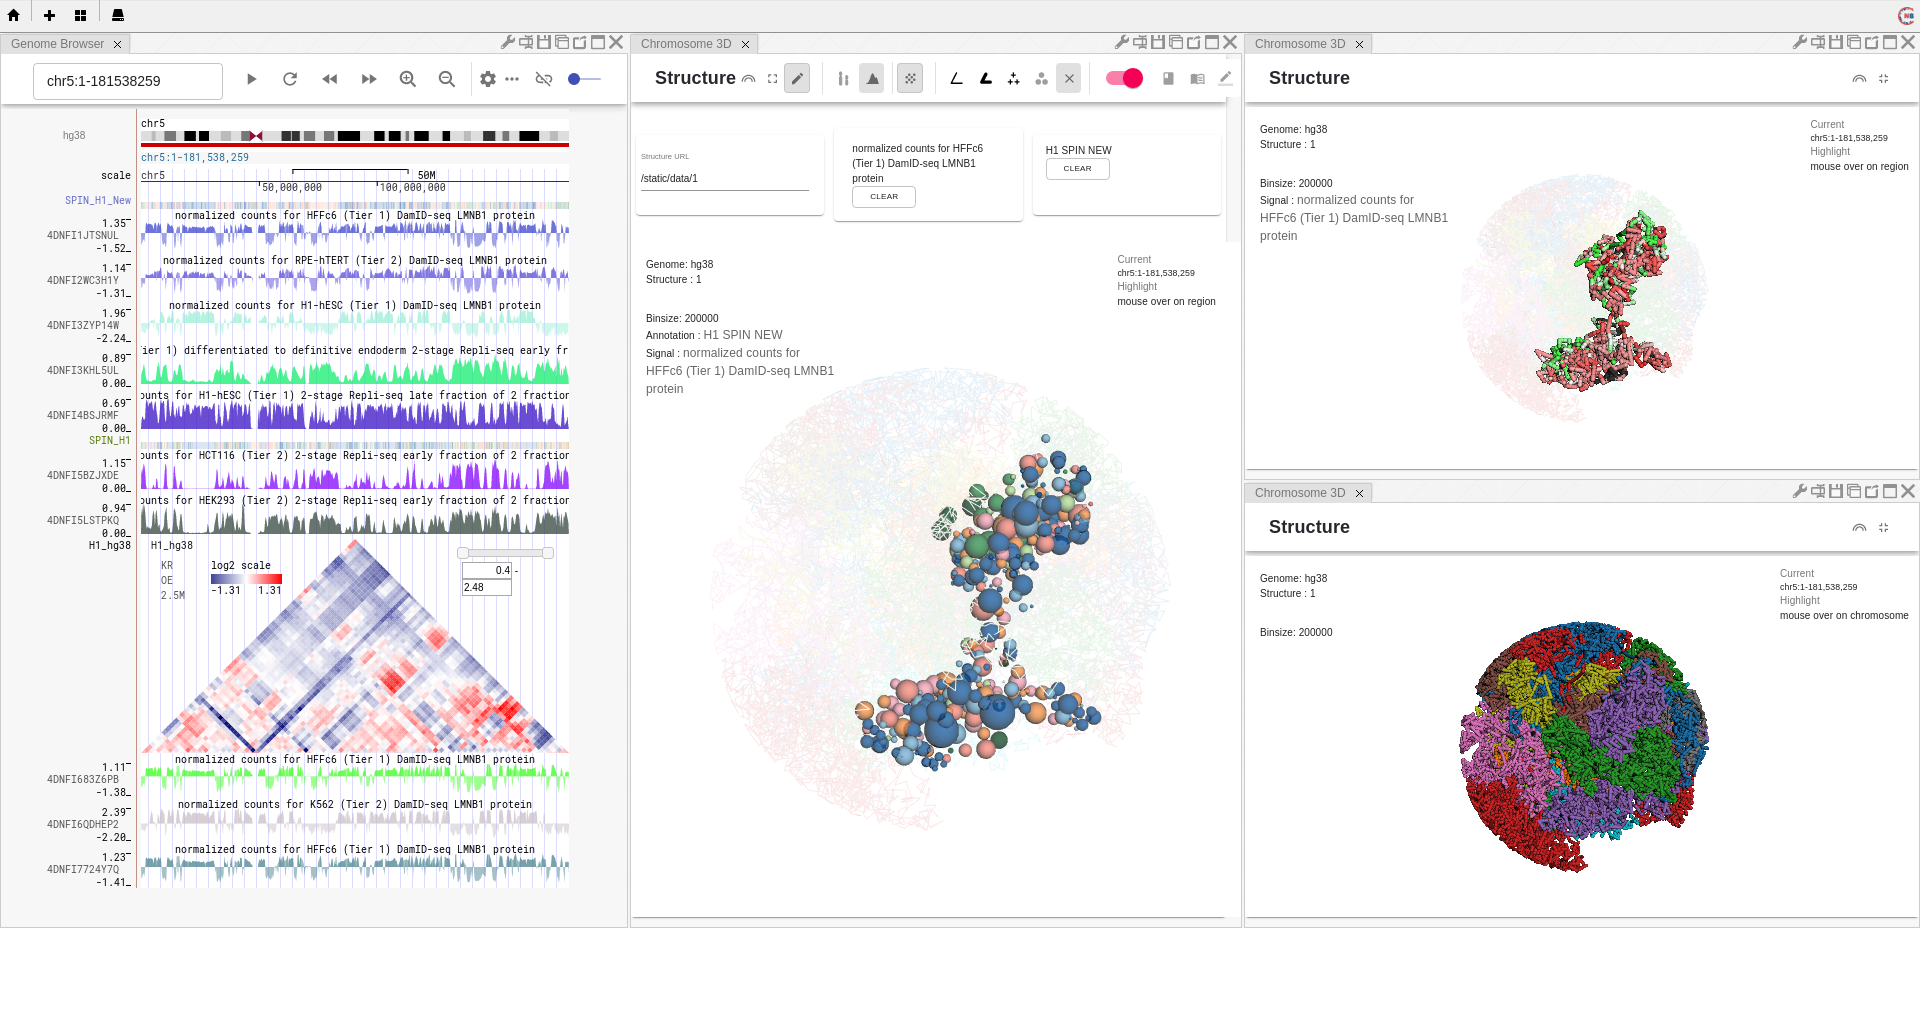 Genome Browser
chr5:1-181538259
chr5
hg38
chr5:1-181,538,259
scale
chr5
50M
50,000,000
100,000,000
SPIN_H1_New
normalized counts for HFFc6 (Tier 1) DamID-seq LMNB1 protein
1.35
4DNFI1JTSNUL
-1.52
normalized counts for RPE-hTERT (Tier 2) DamID-seq LMNB1 protein
1.14
4DNFI2WC3H1Y
-1.31
normalized counts for H1-hESC (Tier 1) DamID-seq LMNB1 protein
1.96
4DNFI3ZYP14W
-2.24
ier 1) differentiated to definitive endoderm 2-stage Repli-seq early fr
0.89
4DNFI3KHL5UL
0.00
ounts for H1-hESC (Tier 1) 2-stage Repli-seq late fraction of 2 fraction
0.69
4DNFI4BSJRMF
0.00
SPIN_H1
ounts for HCT116 (Tier 2) 2-stage Repli-seq early fraction of 2 fraction
1.15
4DNFI5BZJXDE
0.00
ounts for HEK293 (Tier 2) 2-stage Repli-seq early fraction of 2 fraction
0.94
4DNFI5LSTPKQ
0.00
H1_hg38
H1_hg38
KR
OE
2.5M
log2 scale
-1.31 1.31
0.4 -
2.48
normalized counts for HFFc6 (Tier 1) DamID-seq LMNB1 protein
1.11
4DNFI683Z6PB
-1.38
normalized counts for K562 (Tier 2) DamID-seq LMNB1 protein
2.39
4DNFI6QDHEP2
-2.20
normalized counts for HFFc6 (Tier 1) DamID-seq LMNB1 protein
1.23
4DNFI7724Y7Q
-1.41
Chromosome 3D
Structure
Structure URL
/static/data/1
normalized counts for HFFc6
(Tier 1) DamID-seq LMNB1
protein
CLEAR
H1 SPIN NEW
CLEAR
Genome: hg38
Structure : 1
Binsize: 200000
Annotation : H1 SPIN NEW
Signal : normalized counts for
HFFc6 (Tier 1) DamID-seq LMNB1
protein
Current
chr5:1-181,538,259
Highlight
mouse over on region
Chromosome 3D
Structure
Genome: hg38
Structure : 1
Binsize: 200000
Signal : normalized counts for
HFFc6 (Tier 1) DamID-seq LMNB1
protein
Current
chr5:1-181,538,259
Highlight
mouse over on region
Chromosome 3D
Structure
Genome: hg38
Structure : 1
Binsize: 200000
Current
chr5:1-181,538,259
Highlight
mouse over on chromosome